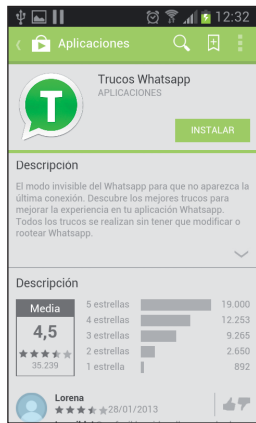 12:32
Aplicaciones
T
Trucos Whatsapp
APLICACIONES
INSTALAR
Descripción
El modo invisible del Whatsapp para que no aparezca la
última conexión. Descubre los mejores trucos para
mejorar la experiencia en tu aplicación Whatsapp.
Todos los trucos se realizan sin tener que modificar o
rootear Whatsapp.
Descripción
Media
4,5
35.239
5 estrellas 19.000
4 estrellas 12.253
3 estrellas 9.265
2 estrellas 2.650
1 estrella 892
Lorena
28/01/2013